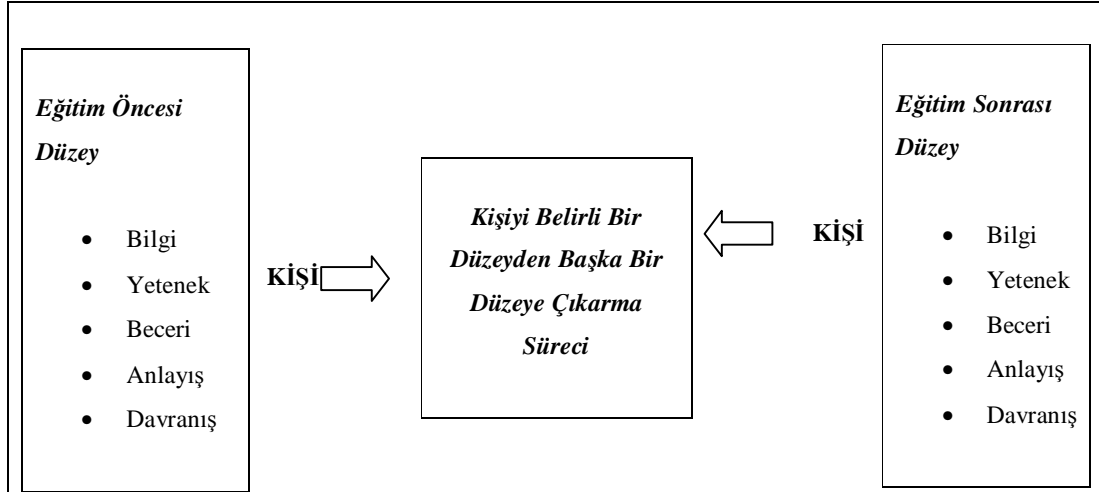 Eğitim Öncesi
Düzey
• Bilgi
• Yetenek
• Beceri
• Anlayış
• Davranış
KİŞİ
Kişiyi Belirli Bir
Düzeyden Başka Bir
Düzeye Çıkarma
Süreci
KİŞİ
Eğitim Sonrası
Düzey
• Bilgi
• Yetenek
• Beceri
• Anlayış
• Davranış